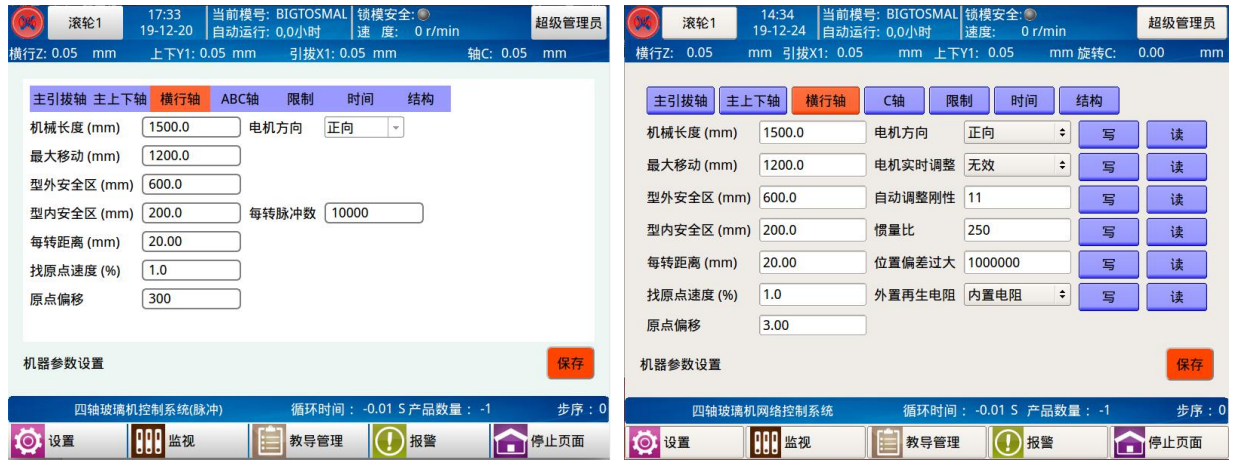 滚轮1
17:33
19-12-20
当前模号: BIGTOSMAL 锁模安全:
自动运行: 0,0小时 速 度: 0 r/min
超级管理员
横行Z: 0.05 mm 上下Y1: 0.05 mm 引拔X1: 0.05 mm 轴C: 0.05 mm
主引拔轴 主上下轴 横行轴 ABC轴 限制 时间 结构
机械长度 (mm) 1500.0 电机方向 正向
最大移动 (mm) 1200.0
型外安全区 (mm) 600.0
型内安全区 (mm) 200.0 每转脉冲数 10000
每转距离 (mm) 20.00
找原点速度 (%) 1.0
原点偏移 300
机器参数设置 保存
四轴玻璃机控制系统(脉冲) 循环时间 : -0.01 S 产品数量 : -1 步序 : 0
设置 监视 教导管理 报警 停止页面
滚轮1
14:34
19-12-24
当前模号: BIGTOSMAL 锁模安全:
自动运行: 0,0小时 速度: 0 r/min
超级管理员
横行Z: 0.05 mm 引拔X1: 0.05 mm 上下Y1: 0.05 mm 旋转C: 0.00 mm
主引拔轴 主上下轴 横行轴 C轴 限制 时间 结构
机械长度 (mm) 1500.0 电机方向 正向 写 读
最大移动 (mm) 1200.0 电机实时调整 无效 写 读
型外安全区 (mm) 600.0 自动调整刚性 11 写 读
型内安全区 (mm) 200.0 惯量比 250 写 读
每转距离 (mm) 20.00 位置偏差过大 1000000 写 读
找原点速度 (%) 1.0 外置再生电阻 内置电阻 写 读
原点偏移 3.00
机器参数设置 保存
四轴玻璃机网络控制系统 循环时间 : -0.01 S 产品数量 : -1 步序 : 0
设置 监视 教导管理 报警 停止页面